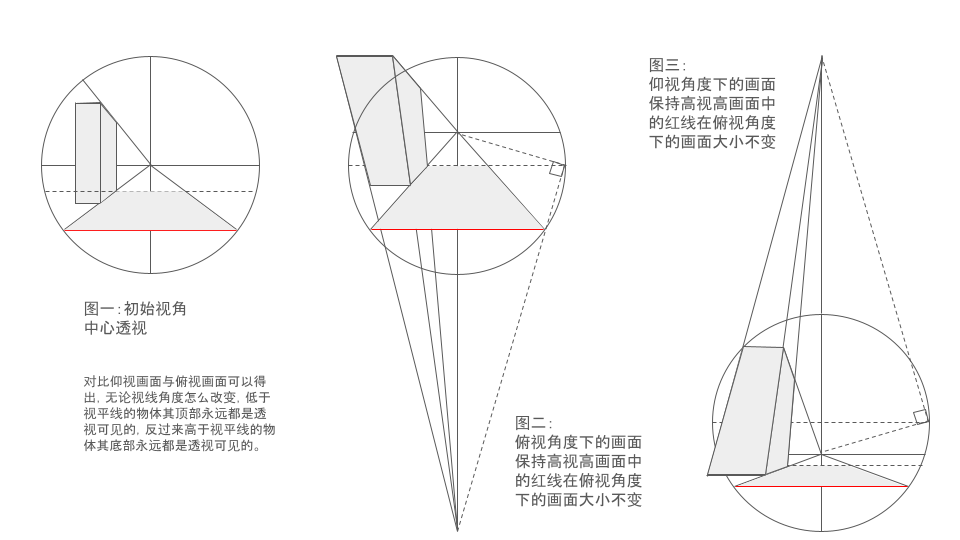 图一:初始视角
中心透视
对比仰视画面与俯视画面可以得
出, 无论视线角度怎么改变, 低于
视平线的物体其顶部永远都是透
视可见的, 反过来高于视平线的物
体其底部永远都是透视可见的。
图二:
俯视角度下的画面
保持高视高画面中
的红线在俯视角度
下的画面大小不变
图三:
仰视角度下的画面
保持高视高画面中
的红线在俯视角度
下的画面大小不变